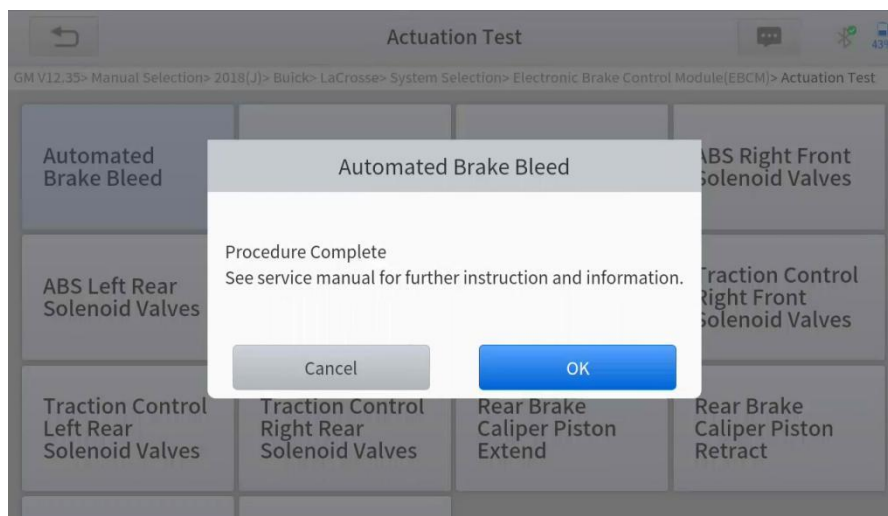 Actuation Test
43%
GM V12.35> Manual Selection> 2018(J)> Buick> LaCrosse> System Selection> Electronic Brake Control Module(EBCM)> Actuation Test
Automated
Brake Bleed
ABS Right Front
Solenoid Valves
Automated Brake Bleed
Procedure Complete
See service manual for further instruction and information.
Cancel
OK
ABS Left Rear
Solenoid Valves
Traction Control
Right Front
Solenoid Valves
Traction Control
Left Rear
Solenoid Valves
Traction Control
Right Rear
Solenoid Valves
Rear Brake
Caliper Piston
Extend
Rear Brake
Caliper Piston
Retract